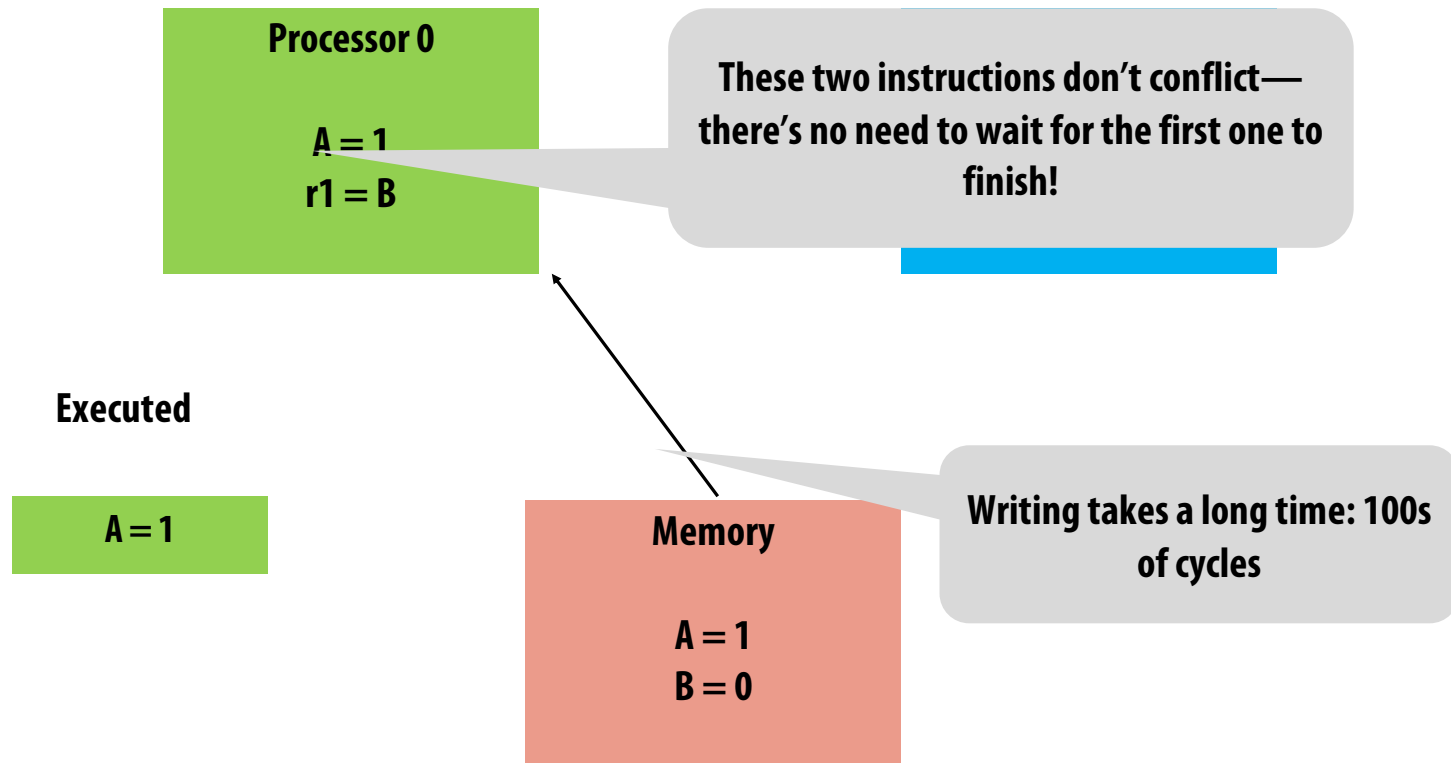 Processor 0
A = 1
r1 = B
These two instructions don’t conflict—
there’s no need to wait for the first one to
finish!
Executed
A = 1
Memory
A = 1
B = 0
Writing takes a long time: 100s
of cycles